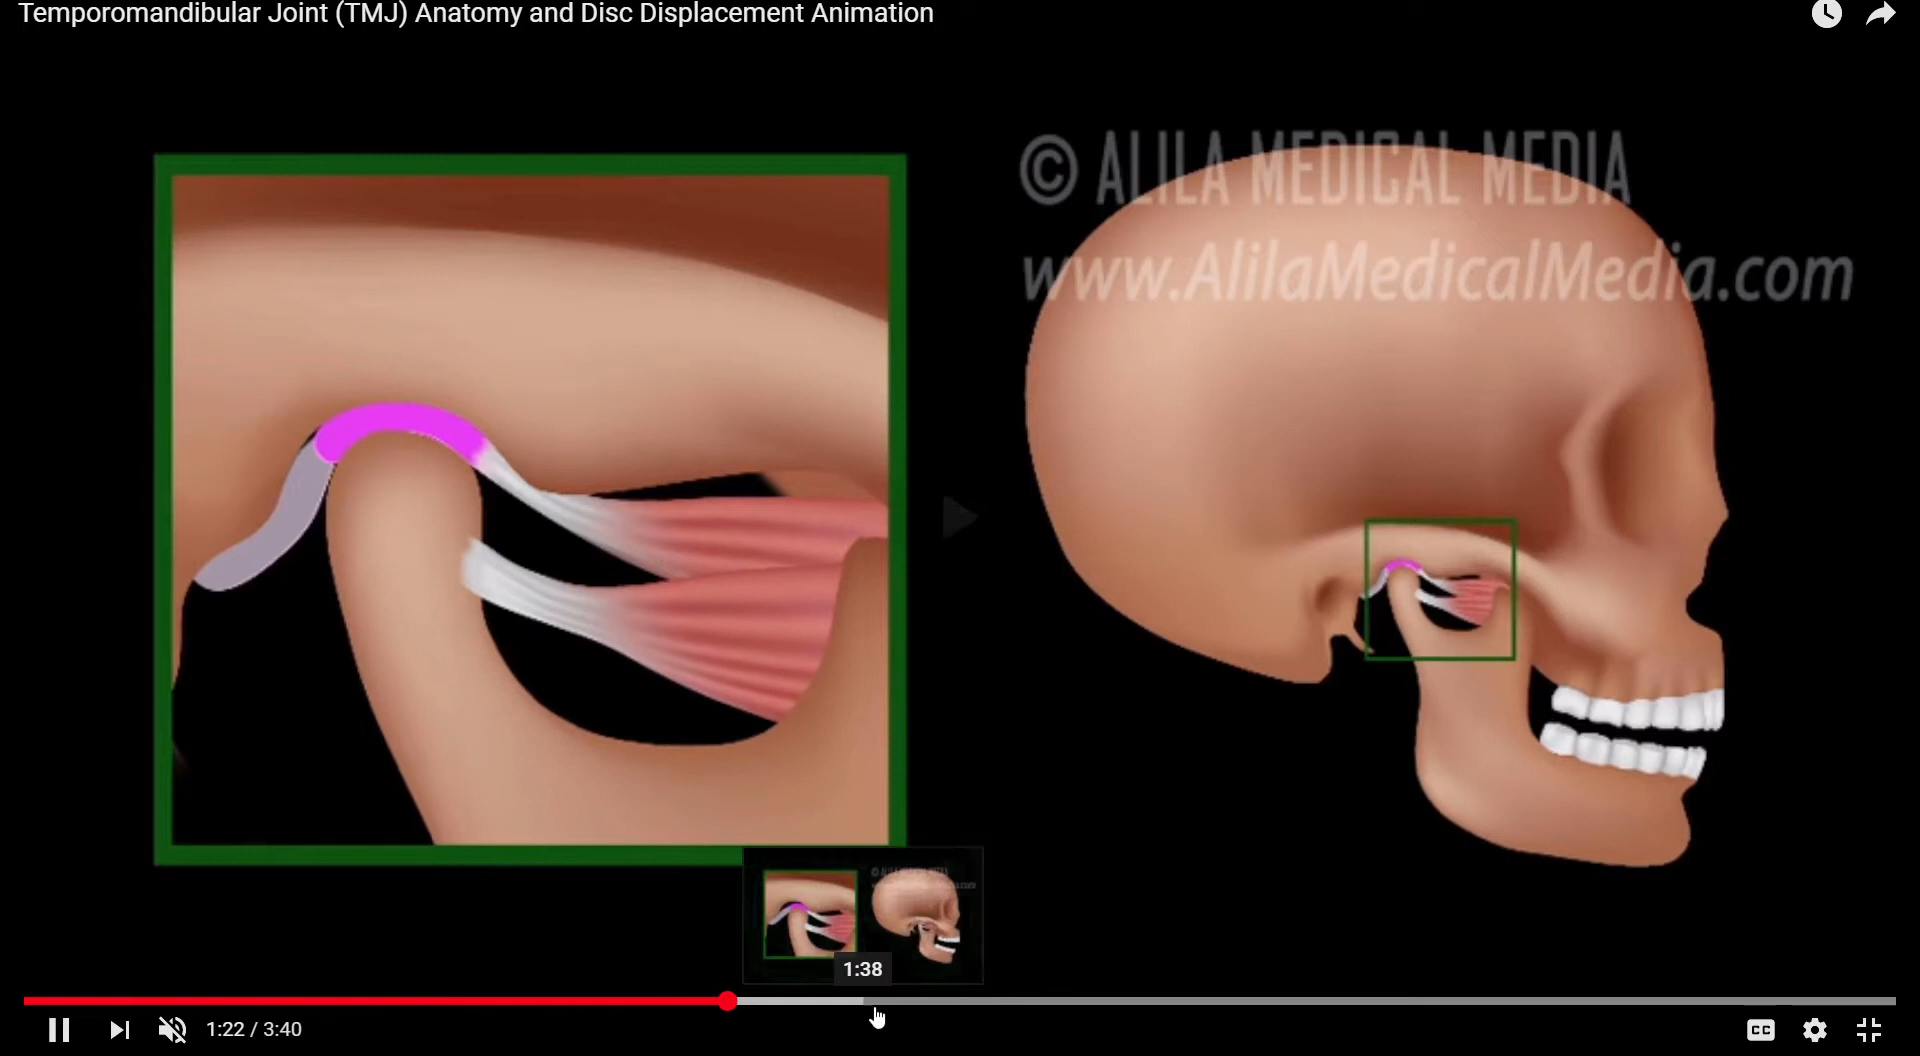 Temporomandibular Joint (TMJ) Anatomy and Disc Displacement Animation
© ALILA MEDICAL MEDIA
www.AlilaMedicalMedia.com
1:38
1:22 / 3:40
CC